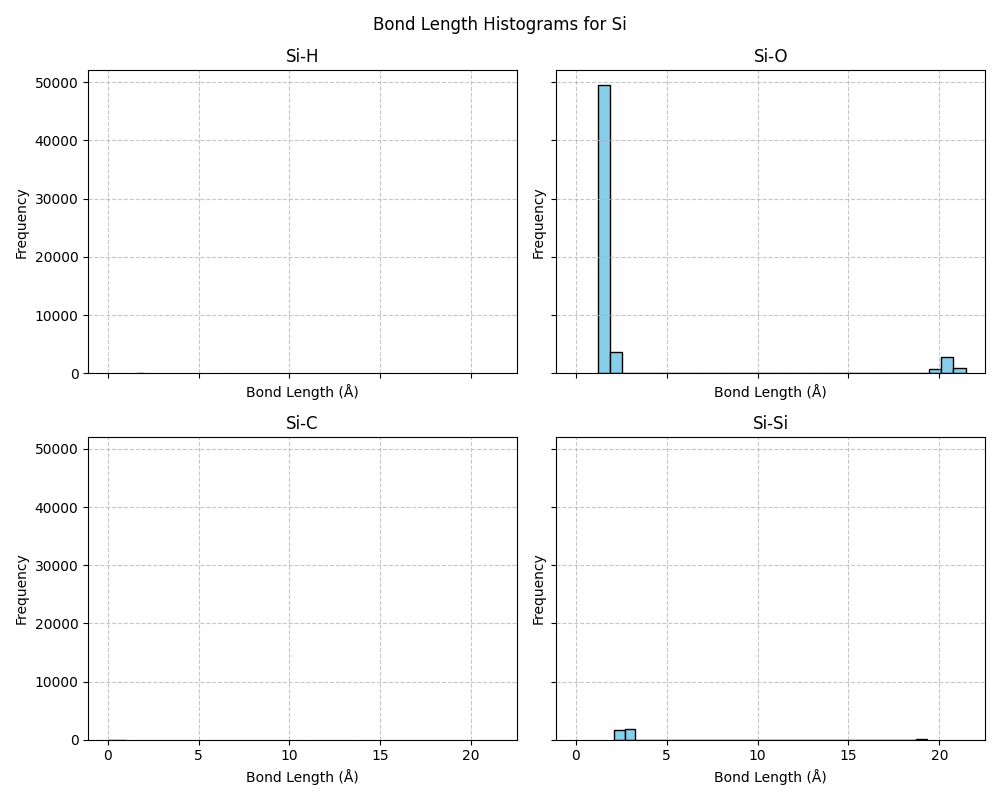 Bond Length Histograms for Si
Si-H
Si-O
50000
40000
30000
20000
10000
0
Frequency
Frequency
Bond Length (Å)
Bond Length (Å)
Si-C
Si-Si
50000
40000
30000
20000
10000
0
Frequency
Frequency
0 5 10 15 20
0 5 10 15 20
Bond Length (Å)
Bond Length (Å)